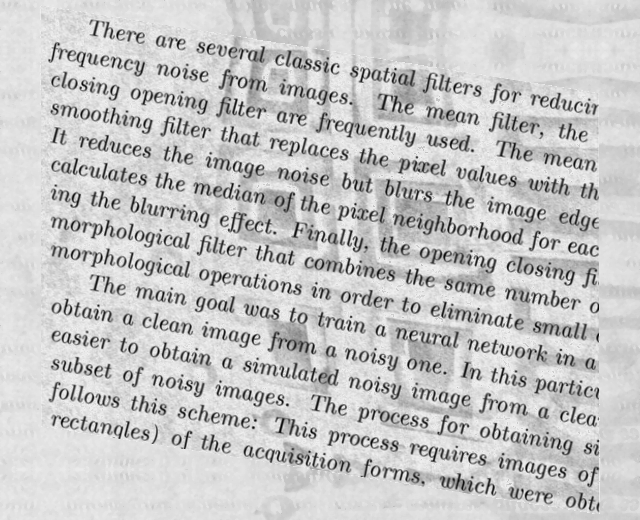 There are several classic spatial filters for reducin
frequency noise from images. The mean filter, the
closing opening filter are frequently used. The mean
smoothing filter that replaces the pixel values with th
It reduces the image noise but blurs the image edge
calculates the median of the pixel neighborhood for eac
ing the blurring effect. Finally, the opening closing fi
morphological filter that combines the same number o
morphological operations in order to eliminate small
The main goal was to train a neural network in a
obtain a clean image from a noisy one. In this particu
easier to obtain a simulated noisy image from a clea
subset of noisy images. The process for obtaining si
follows this scheme: This process requires images of
rectangles) of the acquisition forms, which were obt